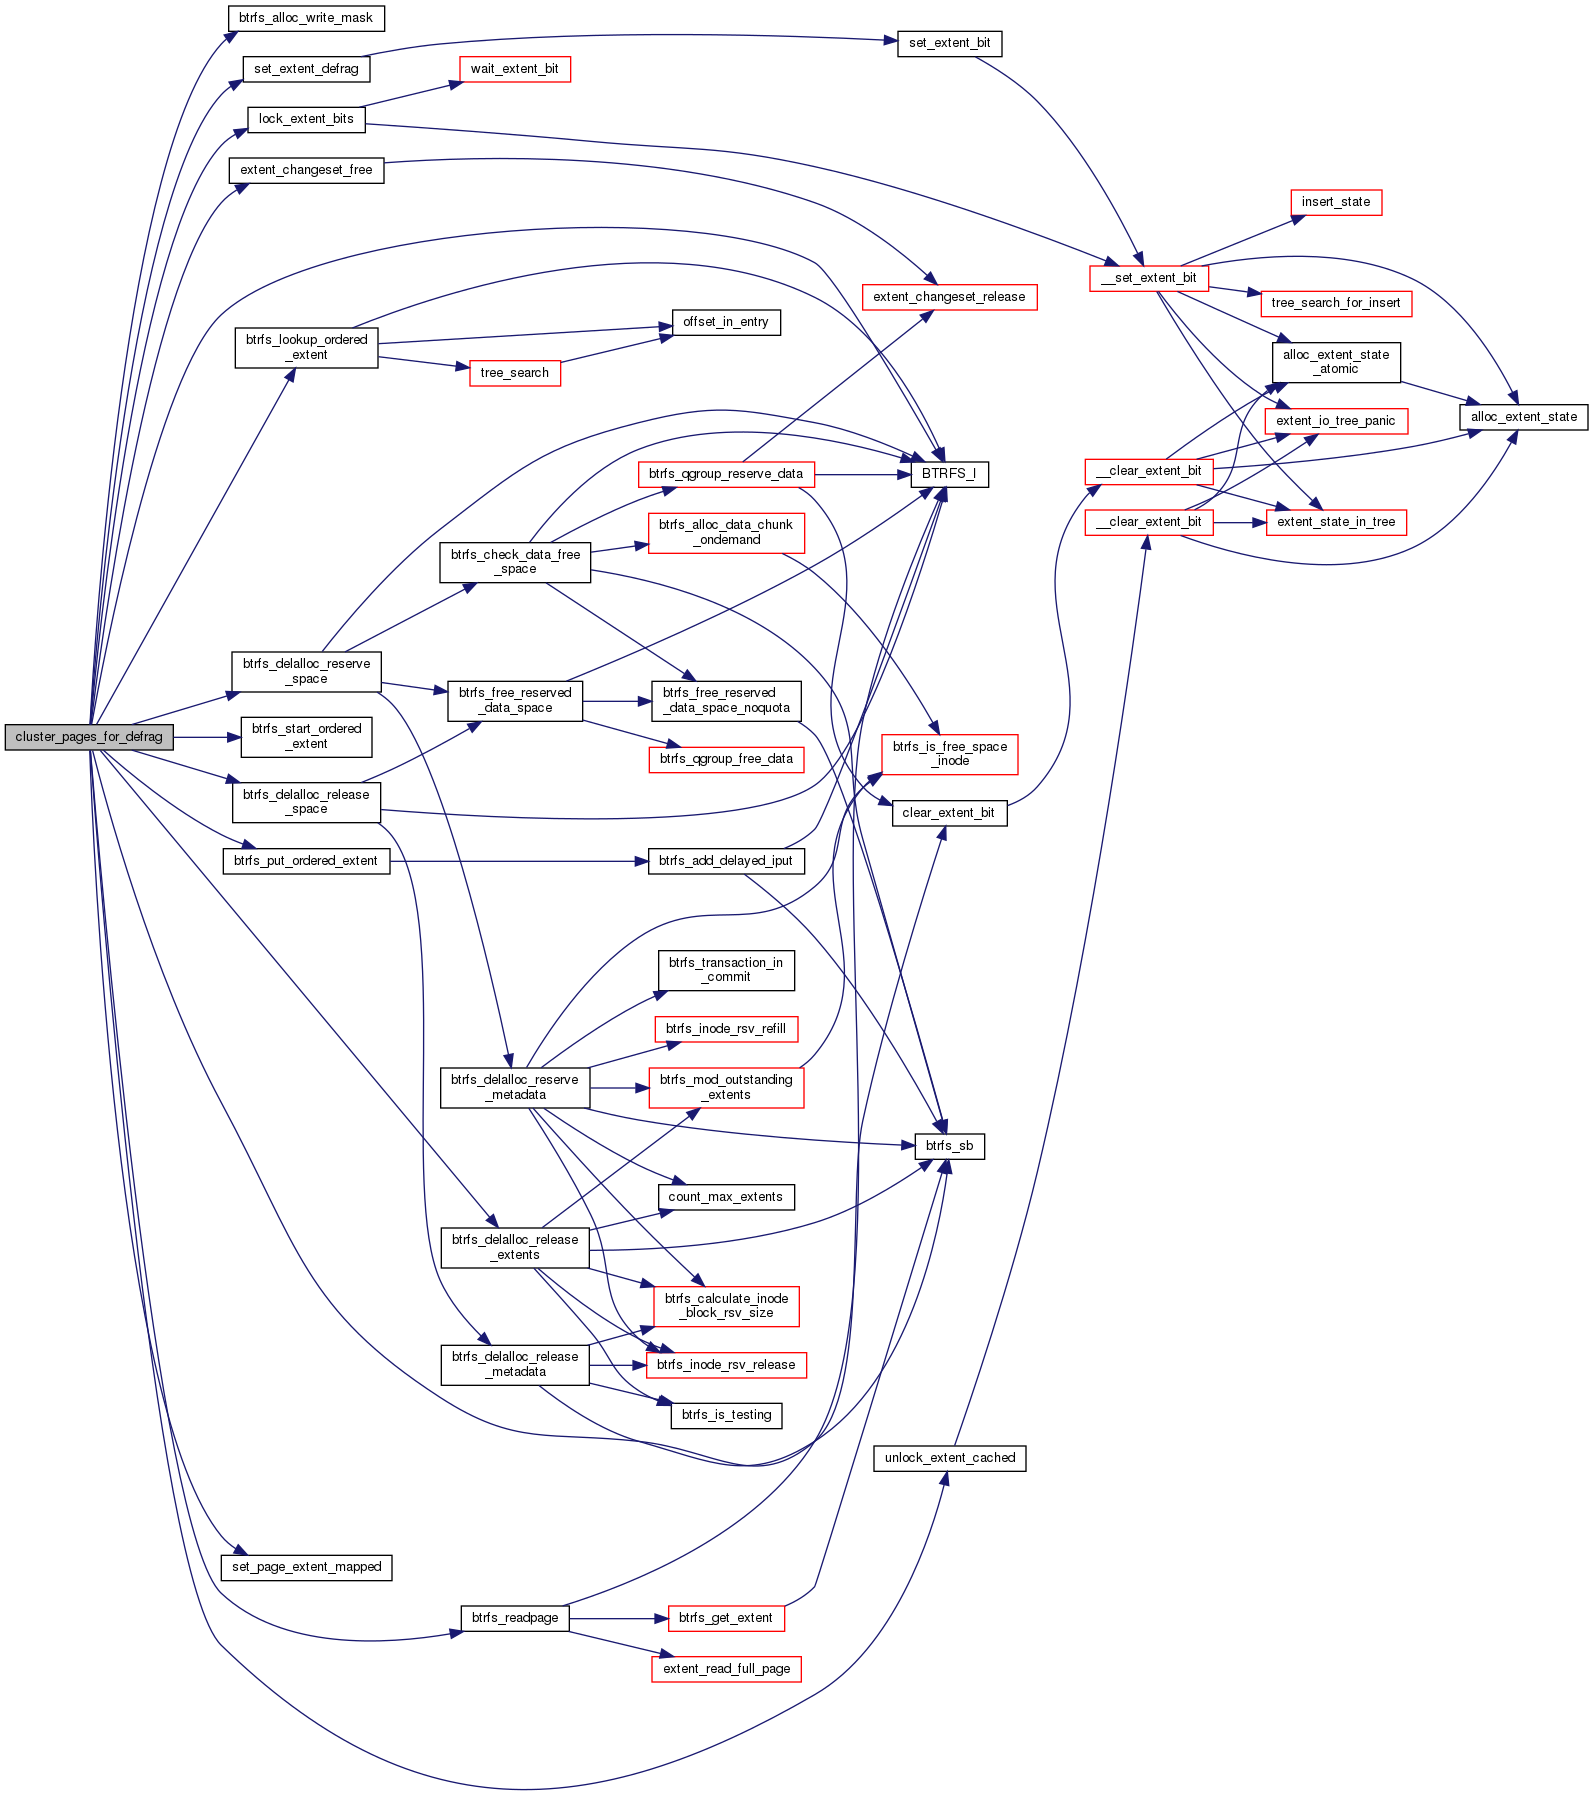 btrfs_alloc_write_mask
set_extent_bit
set_extent_defrag
wait_extent_bit
lock_extent_bits
extent_changeset_free
insert_state
__set_extent_bit
extent_changeset_release
tree_search_for_insert
offset_in_entry
btrfs_lookup_ordered
_extent
alloc_extent_state
_atomic
tree_search
alloc_extent_state
extent_io_tree_panic
BTRFS_I
btrfs_qgroup_reserve_data
__clear_extent_bit
__clear_extent_bit
extent_state_in_tree
btrfs_alloc_data_chunk
_ondemand
btrfs_check_data_free
_space
btrfs_delalloc_reserve
_space
btrfs_free_reserved
_data_space
btrfs_free_reserved
_data_space_noquota
cluster_pages_for_defrag
btrfs_start_ordered
_extent
btrfs_qgroup_free_data
btrfs_is_free_space
_inode
btrfs_delalloc_release
_space
clear_extent_bit
btrfs_put_ordered_extent
btrfs_add_delayed_iput
btrfs_transaction_in
_commit
btrfs_inode_rsv_refill
btrfs_delalloc_reserve
_metadata
btrfs_mod_outstanding
_extents
btrfs_sb
count_max_extents
btrfs_delalloc_release
_extents
btrfs_calculate_inode
_block_rsv_size
btrfs_delalloc_release
_metadata
btrfs_inode_rsv_release
btrfs_is_testing
unlock_extent_cached
set_page_extent_mapped
btrfs_readpage
btrfs_get_extent
extent_read_full_page